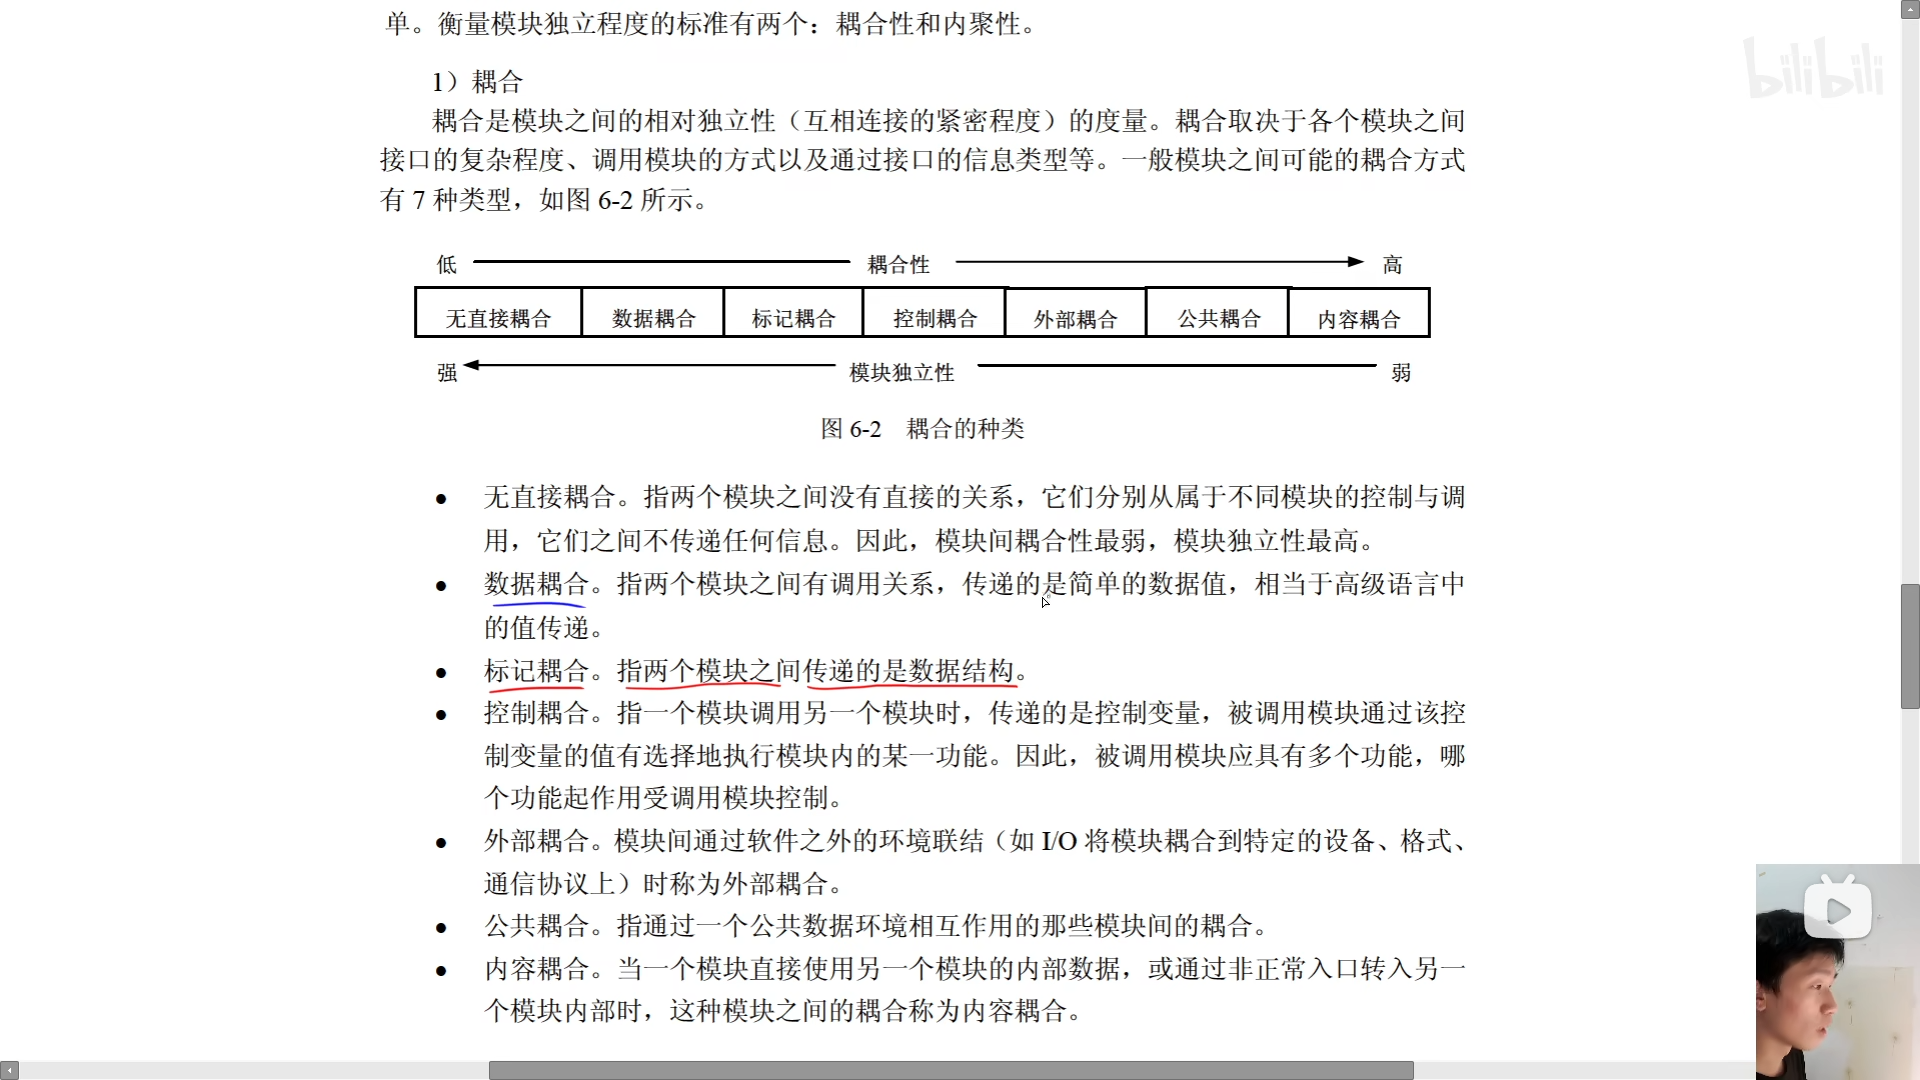 单。衡量模块独立程度的标准有两个：耦合性和内聚性。
bilibili
1）耦合
耦合是模块之间的相对独立性（互相连接的紧密程度）的度量。耦合取决于各个模块之间
接口的复杂程度、调用模块的方式以及通过接口的信息类型等。一般模块之间可能的耦合方式
有 7 种类型，如图 6-2 所示。
低 耦合性 高
无直接耦合 数据耦合 标记耦合 控制耦合 外部耦合 公共耦合 内容耦合
强 模块独立性 弱
图 6-2 耦合的种类
● 无直接耦合。指两个模块之间没有直接的关系，它们分别从属于不同模块的控制与调
用，它们之间不传递任何信息。因此，模块间耦合性最弱，模块独立性最高。
● 数据耦合。指两个模块之间有调用关系，传递的是简单的数据值，相当于高级语言中
的值传递。
● 标记耦合。指两个模块之间传递的是数据结构。
● 控制耦合。指一个模块调用另一个模块时，传递的是控制变量，被调用模块通过该控
制变量的值有选择地执行模块内的某一功能。因此，被调用模块应具有多个功能，哪
个功能起作用受调用模块控制。
● 外部耦合。模块间通过软件之外的环境联结（如 I/O 将模块耦合到特定的设备、格式、
通信协议上）时称为外部耦合。
● 公共耦合。指通过一个公共数据环境相互作用的那些模块间的耦合。
● 内容耦合。当一个模块直接使用另一个模块的内部数据，或通过非正常入口转入另一
个模块内部时，这种模块之间的耦合称为内容耦合。